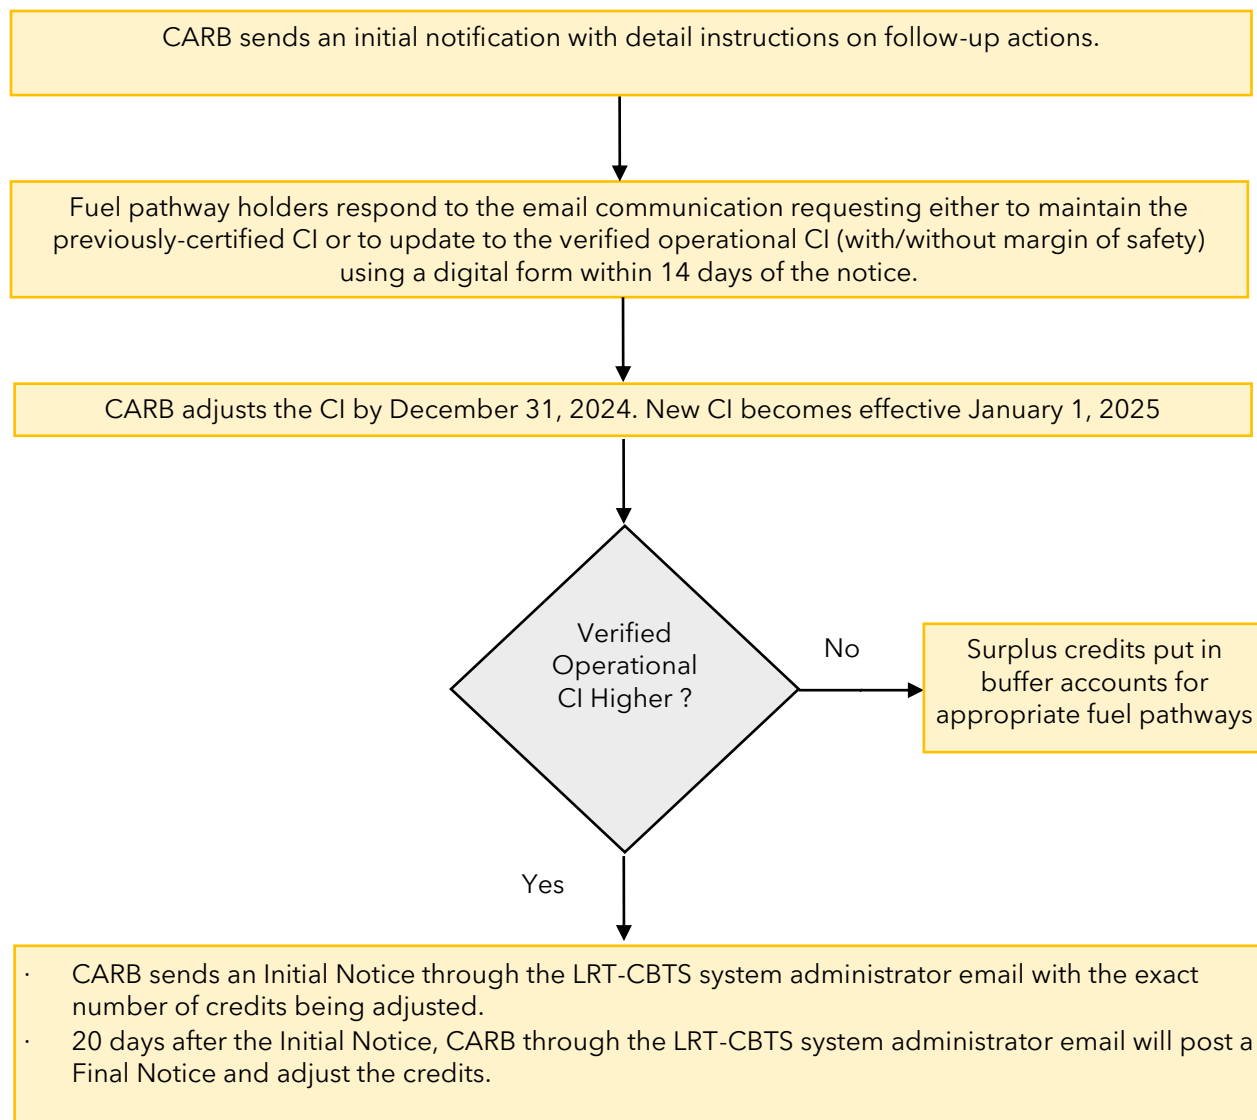 CARB sends an initial notification with detail instructions on follow-up actions.
Fuel pathway holders respond to the email communication requesting either to maintain the
previously-certified CI or to update to the verified operational CI (with/without margin of safety)
using a digital form within 14 days of the notice.
CARB adjusts the CI by December 31, 2024. New CI becomes effective January 1, 2025
Verified
Operational
CI Higher ?
No
Surplus credits put in
buffer accounts for
appropriate fuel pathways
Yes
· CARB sends an Initial Notice through the LRT-CBTS system administrator email with the exact
number of credits being adjusted.
· 20 days after the Initial Notice, CARB through the LRT-CBTS system administrator email will post a
Final Notice and adjust the credits.